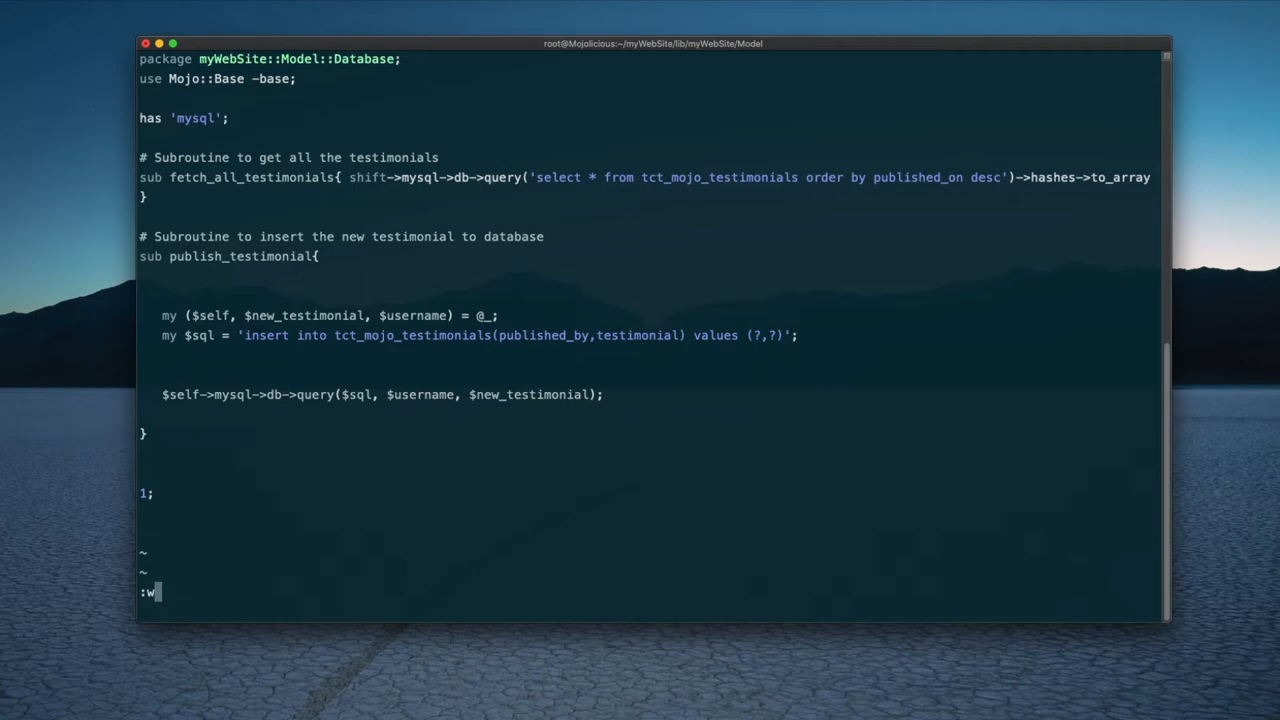 root@Mojolicious:~/myWebSite/lib/myWebSite/Model
package myWebSite::Model::Database;
use Mojo::Base -base;
has 'mysql';
# Subroutine to get all the testimonials
sub fetch_all_testimonials{ shift->mysql->db->query('select * from tct_mojo_testimonials order by published_on desc')->hashes->to_array
}
# Subroutine to insert the new testimonial to database
sub publish_testimonial{
my ($self, $new_testimonial, $username) = @_;
my $sql = 'insert into tct_mojo_testimonials(published_by,testimonial) values (?,?)';
$self->mysql->db->query($sql, $username, $new_testimonial);
}
1;
~
~
:w